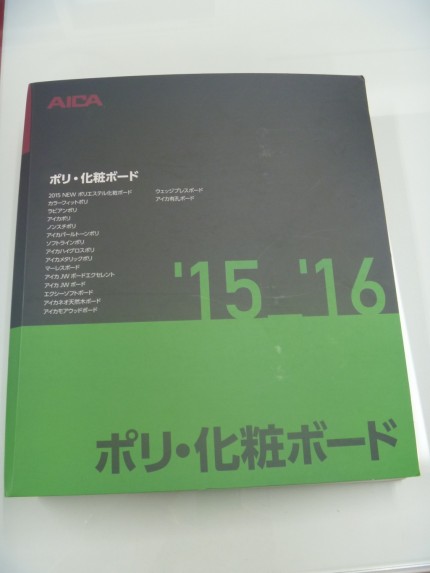 AICA
ポリ・化粧ボード
2015 NEW ポリエステル化粧ボード
カラーフィットポリ
ラビアンポリ
アイカポリ
ノンスチポリ
アイカパールトーンポリ
ソフトラインポリ
アイカハイグロスポリ
アイカメタリックポリ
マーレスボード
アイカ JW ボードエクセレント
アイカ JW ボード
エクシーソフトボード
アイカネオ天然木ボード
アイカモアウッドボード
ウェッジプレスボード
アイカ有孔ボード
'15_'16
ポリ・化粧ボード